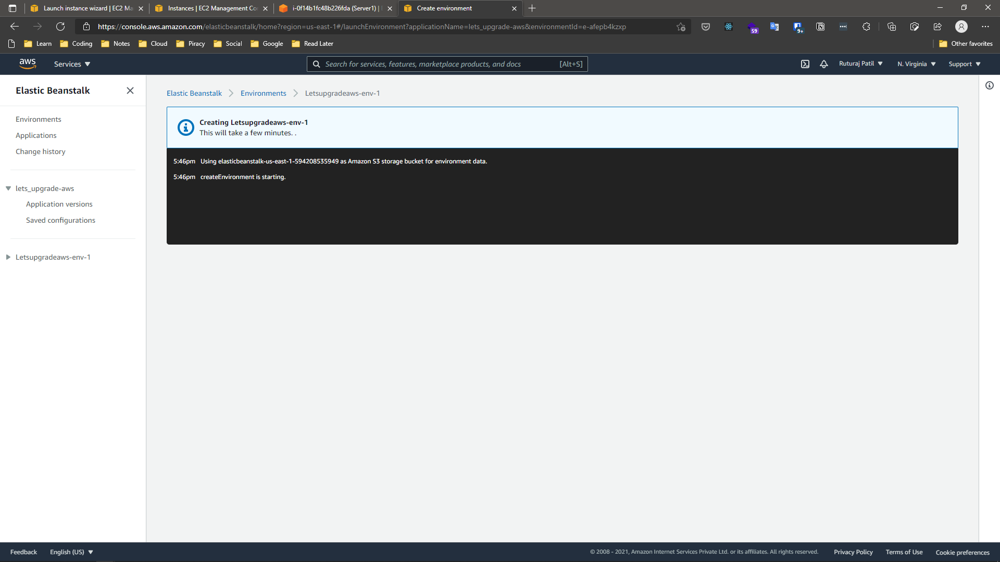 Launch instance wizard | EC2 Ma
Instances | EC2 Management Co
i-0f14b1fc48b226fda (Server1) |
Create environment
https://console.aws.amazon.com/elasticbeanstalk/home?region=us-east-1#/launchEnvironment?applicationName=lets_upgrade-aws&environmentId=e-afepb4kzxp
59
9+
Learn
Coding
Notes
Cloud
Piracy
Social
Google
Read Later
Other favorites
aws
Services
Search for services, features, marketplace products, and docs
[Alt+S]
Ruturaj Patil
N. Virginia
Support
Elastic Beanstalk
Environments
Applications
Change history
lets_upgrade-aws
Application versions
Saved configurations
Letsupgradeaws-env-1
Elastic Beanstalk
Environments
Letsupgradeaws-env-1
Creating Letsupgradeaws-env-1
This will take a few minutes. .
5:46pm Using elasticbeanstalk-us-east-1-594208535949 as Amazon S3 storage bucket for environment data.
5:46pm createEnvironment is starting.
Feedback
English (US)
© 2008 - 2021, Amazon Internet Services Private Ltd. or its affiliates. All rights reserved.
Privacy Policy
Terms of Use
Cookie preferences